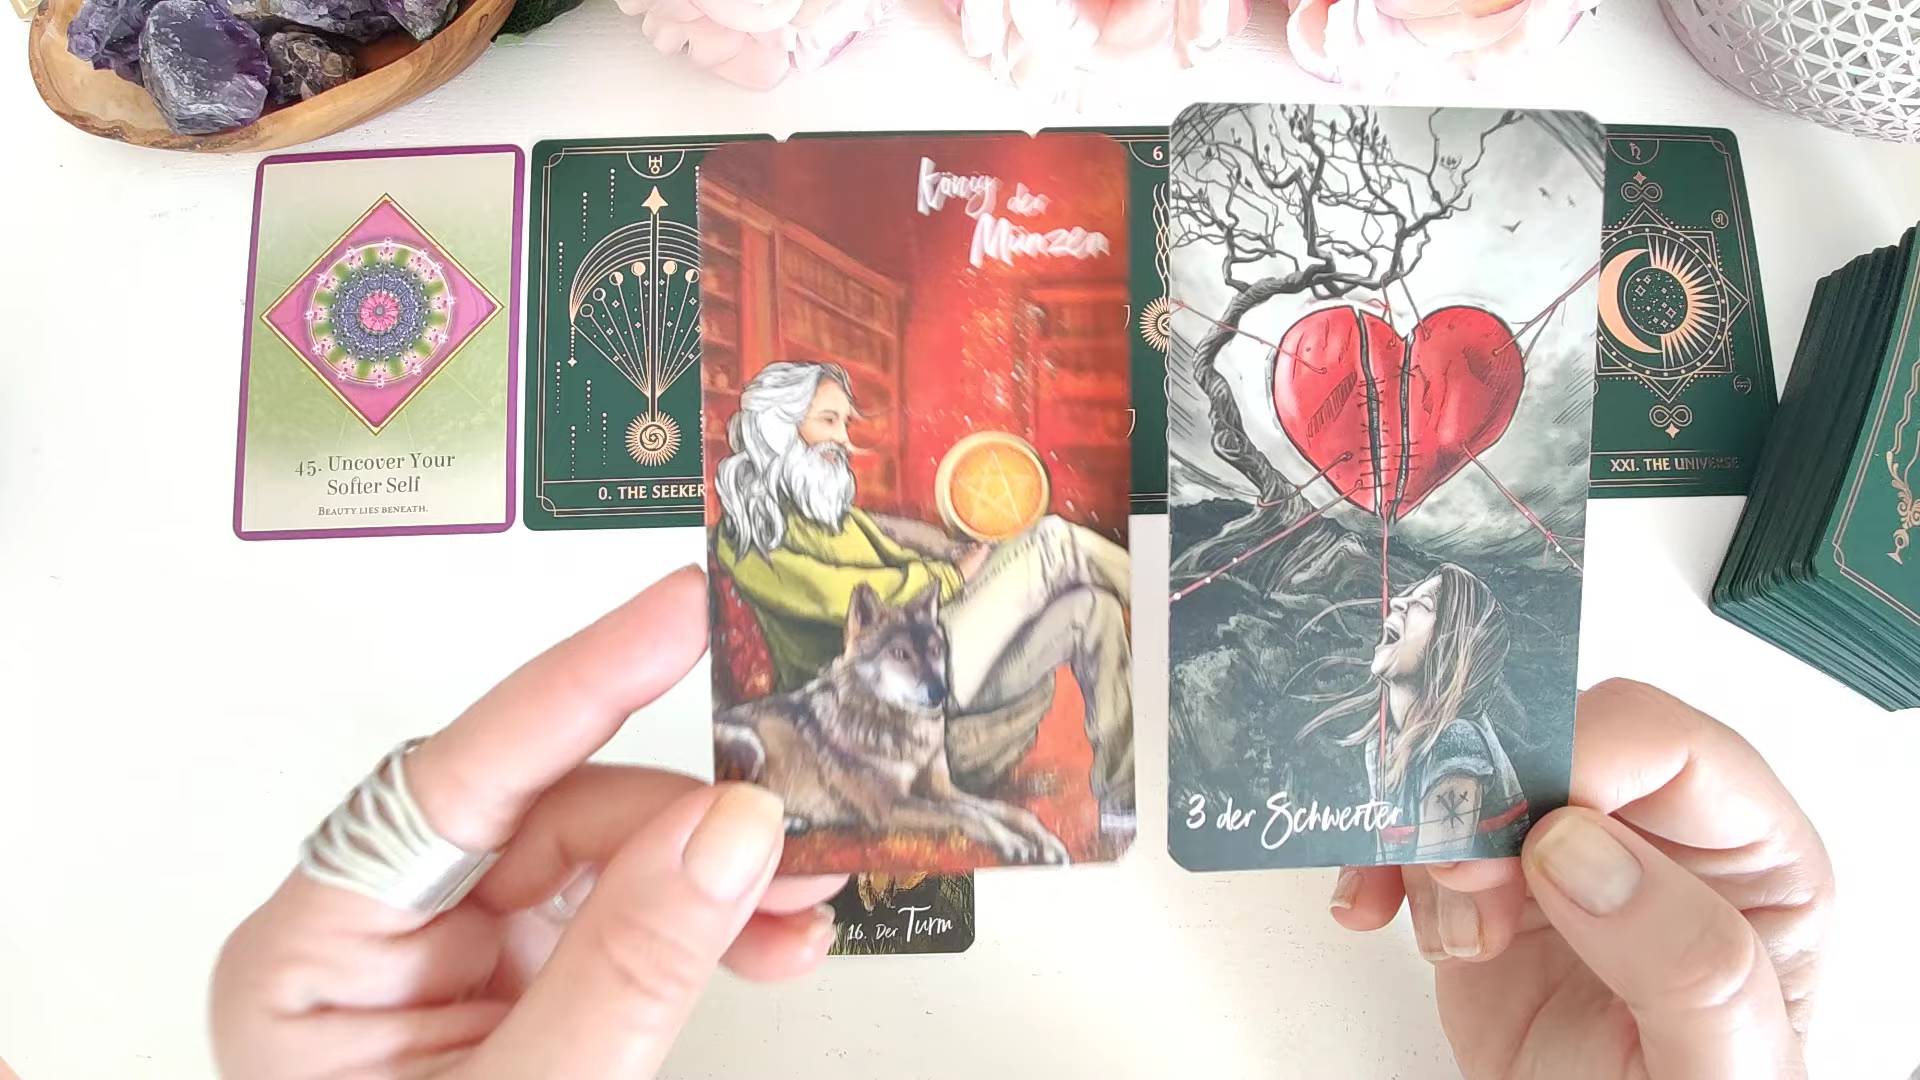 45. Uncover Your
Softer Self
BEAUTY LIES BENEATH.
0. THE SEEKER
König der
Münzen
6
3 der Schwerter
XXI. THE UNIVERSE
16. Der Turm